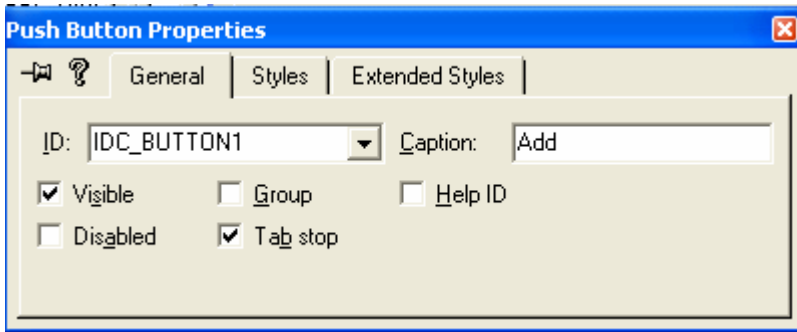 Push Button Properties
General Styles Extended Styles
ID: IDC_BUTTON1 Caption: Add
Visible Group Help ID
Disabled Tab stop